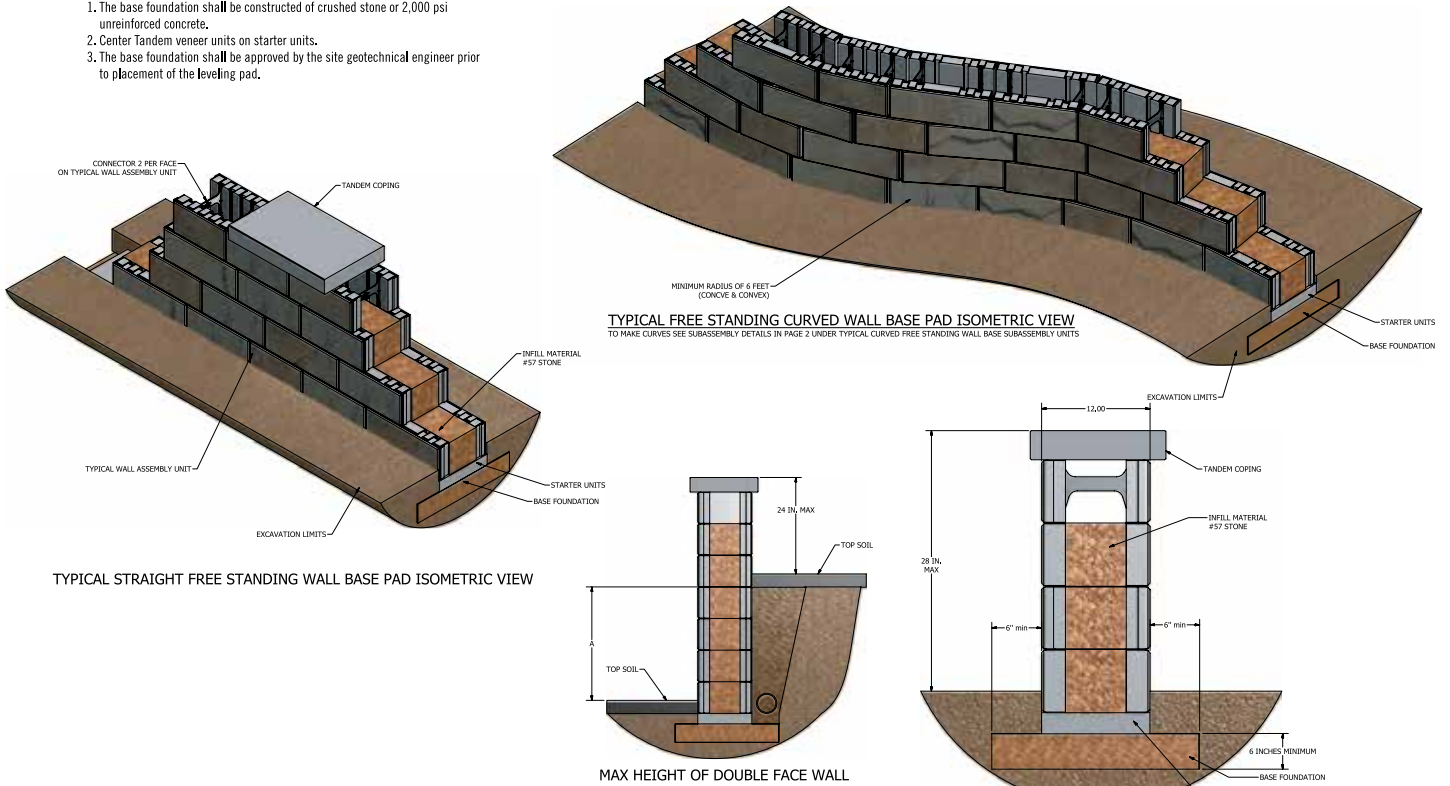 1. The base foundation shall be constructed of crushed stone or 2,000 psi
unreinforced concrete.
2. Center Tandem veneer units on starter units.
3. The base foundation shall be approved by the site geotechnical engineer prior
to placement of the leveling pad.
CONNECTOR 2 PER FACE
ON TYPICAL WALL ASSEMBLY UNIT
TANDEM COPING
INFILL MATERIAL
#57 STONE
TYPICAL WALL ASSEMBLY UNIT
STARTER UNITS
BASE FOUNDATION
EXCAVATION LIMITS
TYPICAL STRAIGHT FREE STANDING WALL BASE PAD ISOMETRIC VIEW
MINIMUM RADIUS OF 6 FEET
(CONCVE & CONVEX)
TYPICAL FREE STANDING CURVED WALL BASE PAD ISOMETRIC VIEW
TO MAKE CURVES SEE SUBASSEMBLY DETAILS IN PAGE 2 UNDER TYPICAL CURVED FREE STANDING WALL BASE SUBASSEMBLY UNITS
STARTER UNITS
BASE FOUNDATION
EXCAVATION LIMITS
24 IN. MAX
TOP SOIL
A
TOP SOIL
MAX HEIGHT OF DOUBLE FACE WALL
12.00
TANDEM COPING
INFILL MATERIAL
#57 STONE
28 IN.
MAX
6" min
6" min
6 INCHES MINIMUM
BASE FOUNDATION